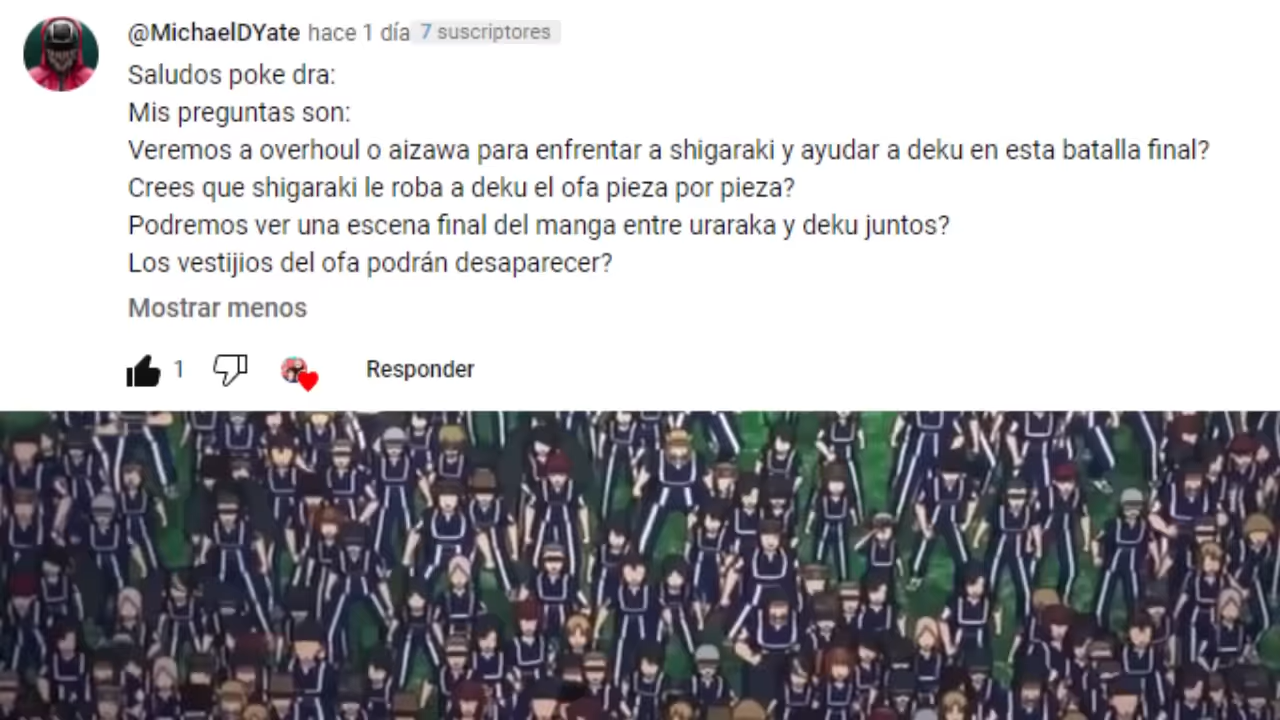 @MichaelDYate hace 1 día 7 suscriptores
Saludos poke dra:
Mis preguntas son:
Veremos a overhoul o aizawa para enfrentar a shigaraki y ayudar a deku en esta batalla final?
Crees que shigaraki le roba a deku el ofa pieza por pieza?
Podremos ver una escena final del manga entre uraraka y deku juntos?
Los vestijios del ofa podrán desaparecer?
Mostrar menos
1 Responder